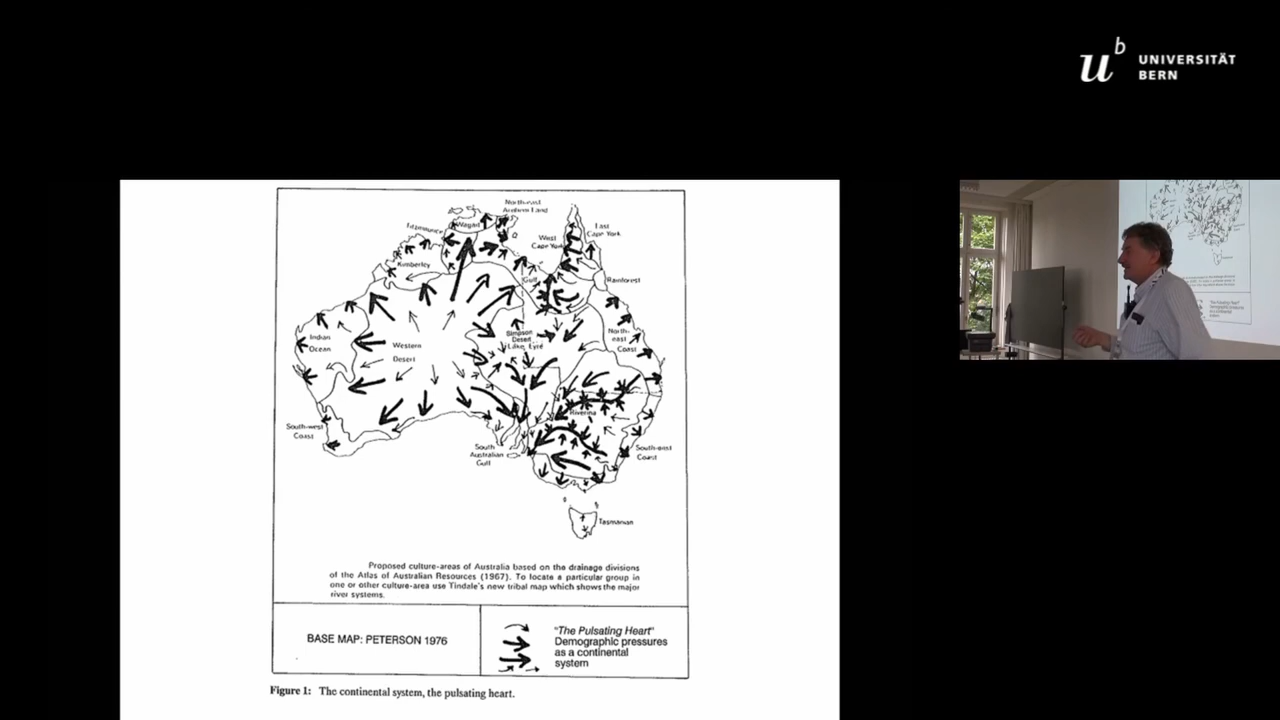 u
b
UNIVERSITÄT
BERN
North-east
Arnhem Land
Wagait
East
Cape York
West
Cape York
Kimberley
Gulf
Rainforest
Simpson
Desert
Lake Eyre
Indian
Ocean
North-
east
Coast
Western
Desert
Riverina
South-west
Coast
South
Australian
Gulf
South-east
Coast
Tasmanian
Proposed culture-areas of Australia based on the drainage divisions
of the Atlas of Australian Resources (1967). To locate a particular group in
one or other culture-area use Tindale's new tribal map which shows the major
river systems.
BASE MAP: PETERSON 1976
"The Pulsating Heart"
Demographic pressures
as a continental
system
Figure 1: The continental system, the pulsating heart.